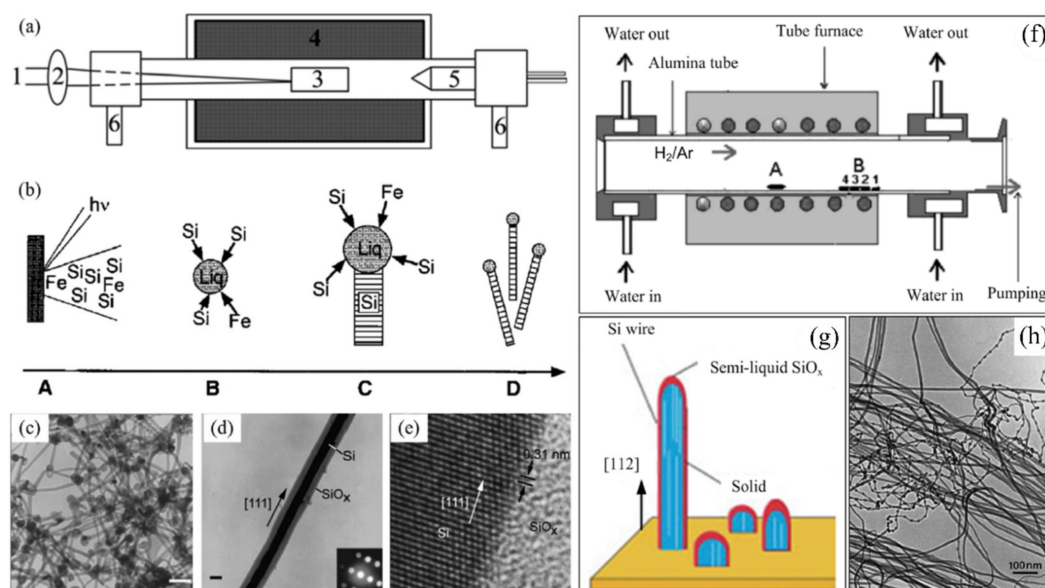 (a)
1
2
3
4
5
6
6
(b)
hν
Si
Si Si
Fe Si Fe
Si Si
Si Si
Liq
Si Fe
Si Fe
Liq
Si Si
Si
A B C D
(c)
(d)
Si
[111]
SiOx
(e)
0.31 nm
[111]
Si
SiOx
(f)
Water out
Tube furnace
Water out
Alumina tube
H2/Ar
A
B
4 3 2 1
Water in
Water in
Pumping
(g)
Si wire
Semi-liquid SiOx
[112]
Solid
(h)
100nm